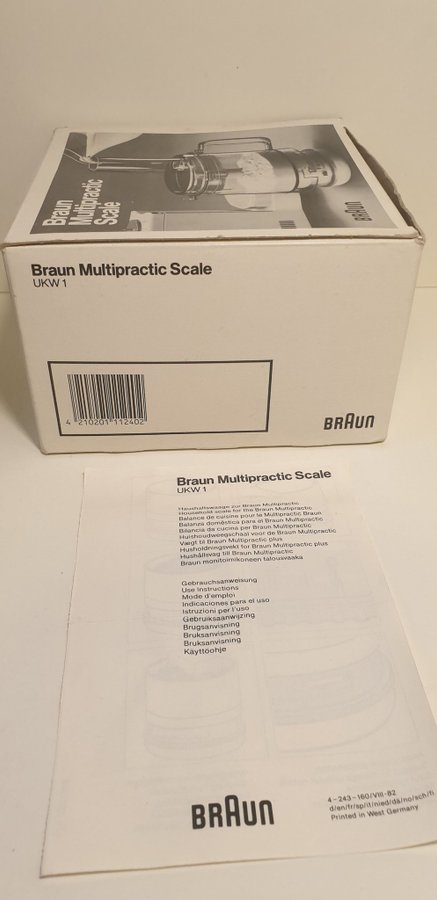 Braun
Multipractic
Scale
BRAUN
Braun Multipractic Scale
UKW 1
4 210201 112402
BRAUN
Braun Multipractic Scale
UKW 1
Haushaltswaage zur Braun Multipractic
Household scale for the Braun Multipractic
Balance de cuisine pour le Multipractic Braun
Balanza doméstica para el Braun Multipractic
Bilancia da cucina per Braun Multipractic
Huishoudweegschaal voor de Braun Multipractic
Vægt til Braun Multipractic plus
Husholdningsvekt for Braun Multipractic plus
Hushållsvåg till Braun Multipractic
Braun monitoimikoneen talousvaaka
Gebrauchsanweisung
Use Instructions
Mode d'emploi
Indicaciones para el uso
Istruzioni per l'uso
Gebruiksaanwijzing
Brugsanvisning
Bruksanvisning
Bruksanvisning
Käyttöohje
BRAUN
4-243-160/VIII-82
d/en/fr/sp/it/nied/dä/no/sch/fi
Printed in West Germany